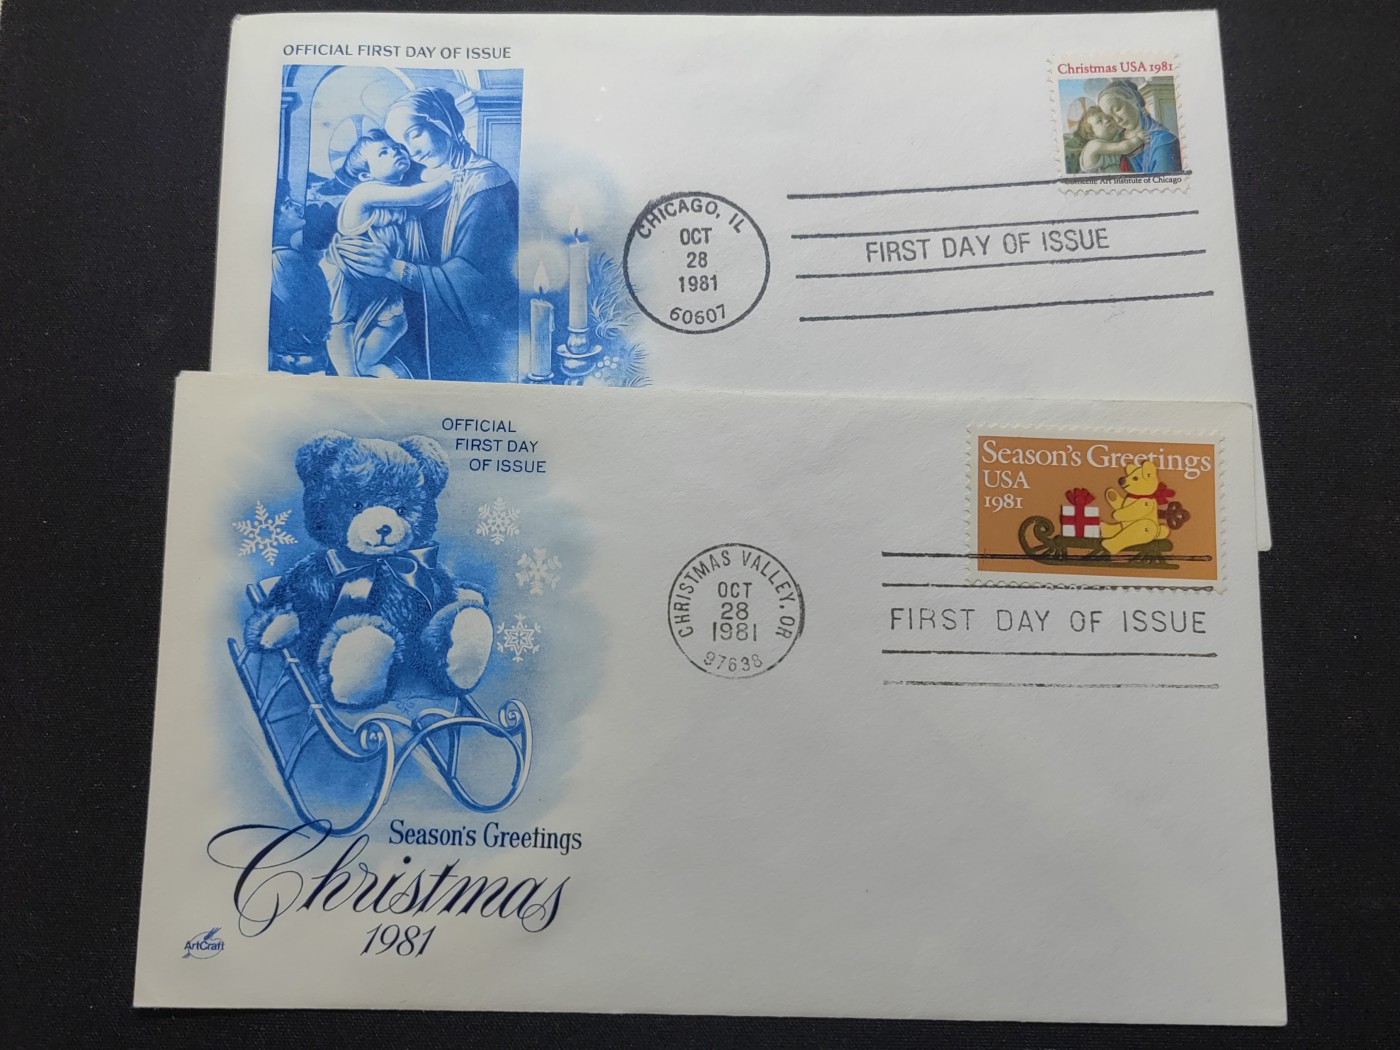 OFFICIAL FIRST DAY OF ISSUE
Christmas USA 1981
Art Institute of Chicago
CHICAGO, IL
OCT
28
1981
60607
FIRST DAY OF ISSUE
OFFICIAL
FIRST DAY
OF ISSUE
Season's Greetings
USA
1981
CHRISTMAS VALLEY, OR
OCT
28
1981
97638
FIRST DAY OF ISSUE
Season's Greetings
Christmas
1981
ArtCraft